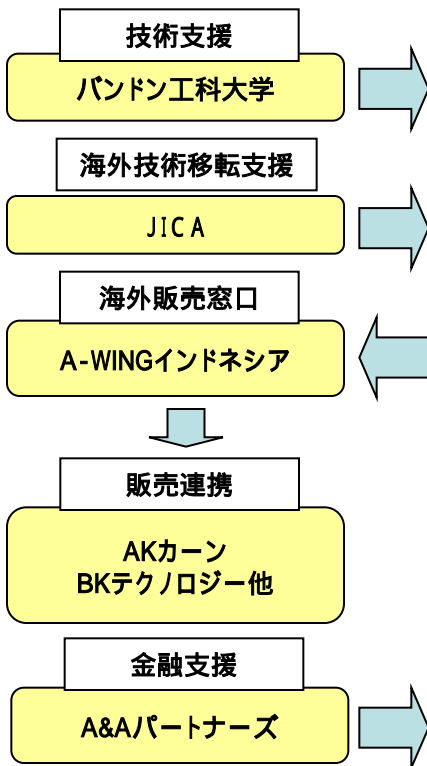 技術支援
バンドン工科大学
海外技術移転支援
JICA
海外販売窓口
A-WINGインドネシア
販売連携
AKカーン
BKテクノロジー他
金融支援
A&Aパートナーズ